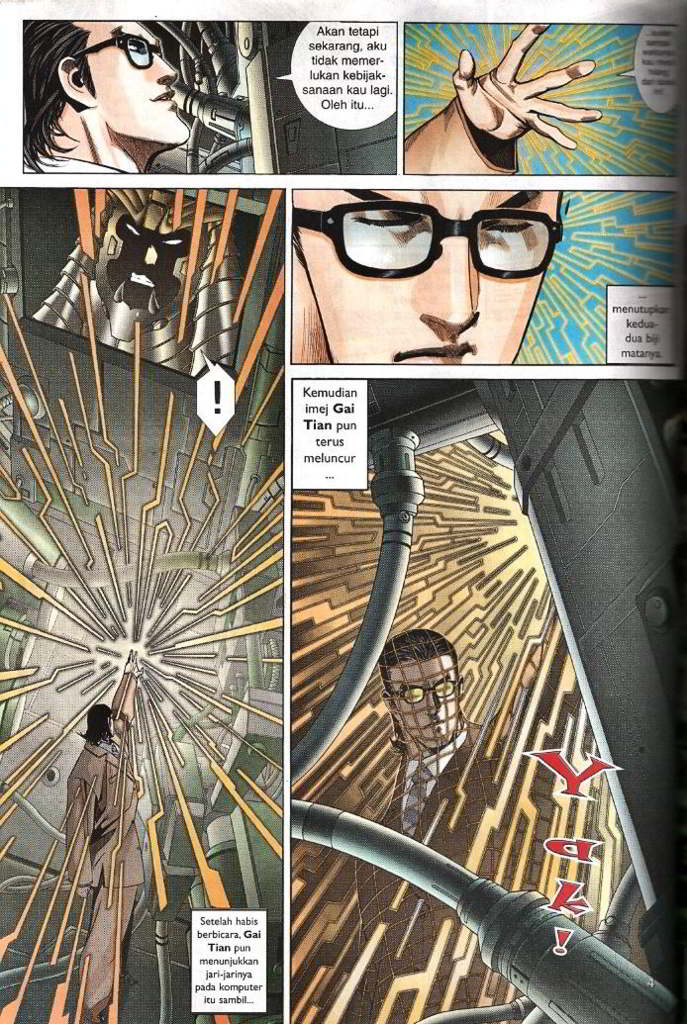 Akan tetapi
sekarang, aku
tidak memer-
lukan kebijak-
sanaan kau lagi.
Oleh itu...
!
Setelah habis
berbicara, Gai
Tian pun
menunjukkan
jari-jarinya
pada komputer
itu sambil...
...
menutupkan
kedua-
dua biji
matanya.
Kemudian
imej Gai
Tian pun
terus
meluncur
...
Yak!